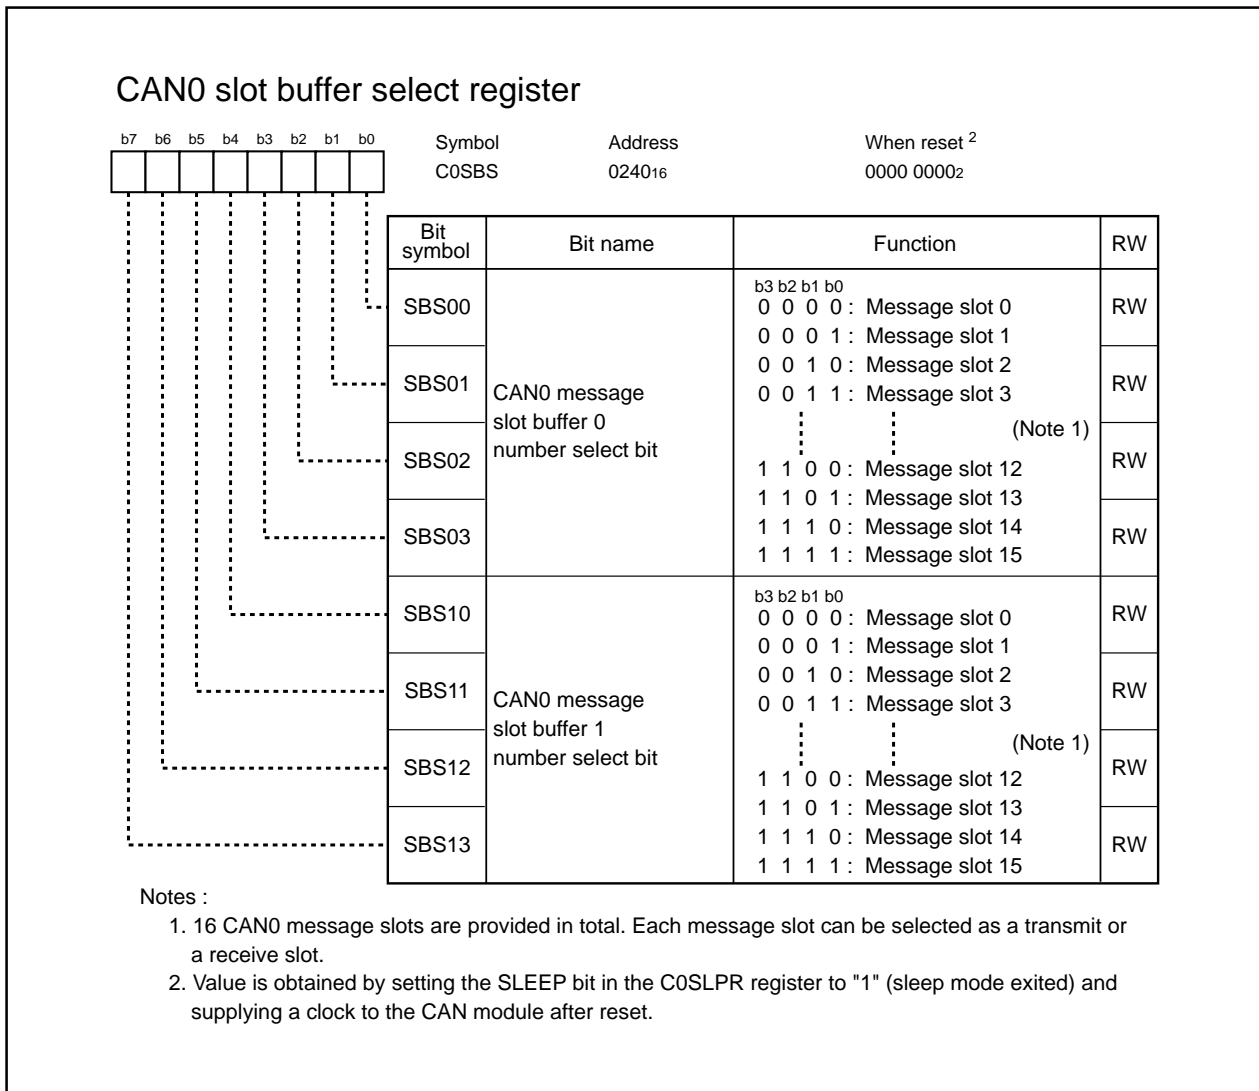 CAN0 slot buffer select register
b7 b6 b5 b4 b3 b2 b1 b0
Symbol Address When reset 2
C0SBS 024016 0000 00002
Bit symbol Bit name Function RW
SBS00 RW
SBS01 RW
SBS02 RW
SBS03 RW
CAN0 message
slot buffer 0
number select bit
b3 b2 b1 b0
0 0 0 0 : Message slot 0
0 0 0 1 : Message slot 1
0 0 1 0 : Message slot 2
0 0 1 1 : Message slot 3
(Note 1)
1 1 0 0 : Message slot 12
1 1 0 1 : Message slot 13
1 1 1 0 : Message slot 14
1 1 1 1 : Message slot 15
SBS10 RW
SBS11 RW
SBS12 RW
SBS13 RW
CAN0 message
slot buffer 1
number select bit
b3 b2 b1 b0
0 0 0 0 : Message slot 0
0 0 0 1 : Message slot 1
0 0 1 0 : Message slot 2
0 0 1 1 : Message slot 3
(Note 1)
1 1 0 0 : Message slot 12
1 1 0 1 : Message slot 13
1 1 1 0 : Message slot 14
1 1 1 1 : Message slot 15
Notes :
1. 16 CAN0 message slots are provided in total. Each message slot can be selected as a transmit or
a receive slot.
2. Value is obtained by setting the SLEEP bit in the C0SLPR register to "1" (sleep mode exited) and
supplying a clock to the CAN module after reset.